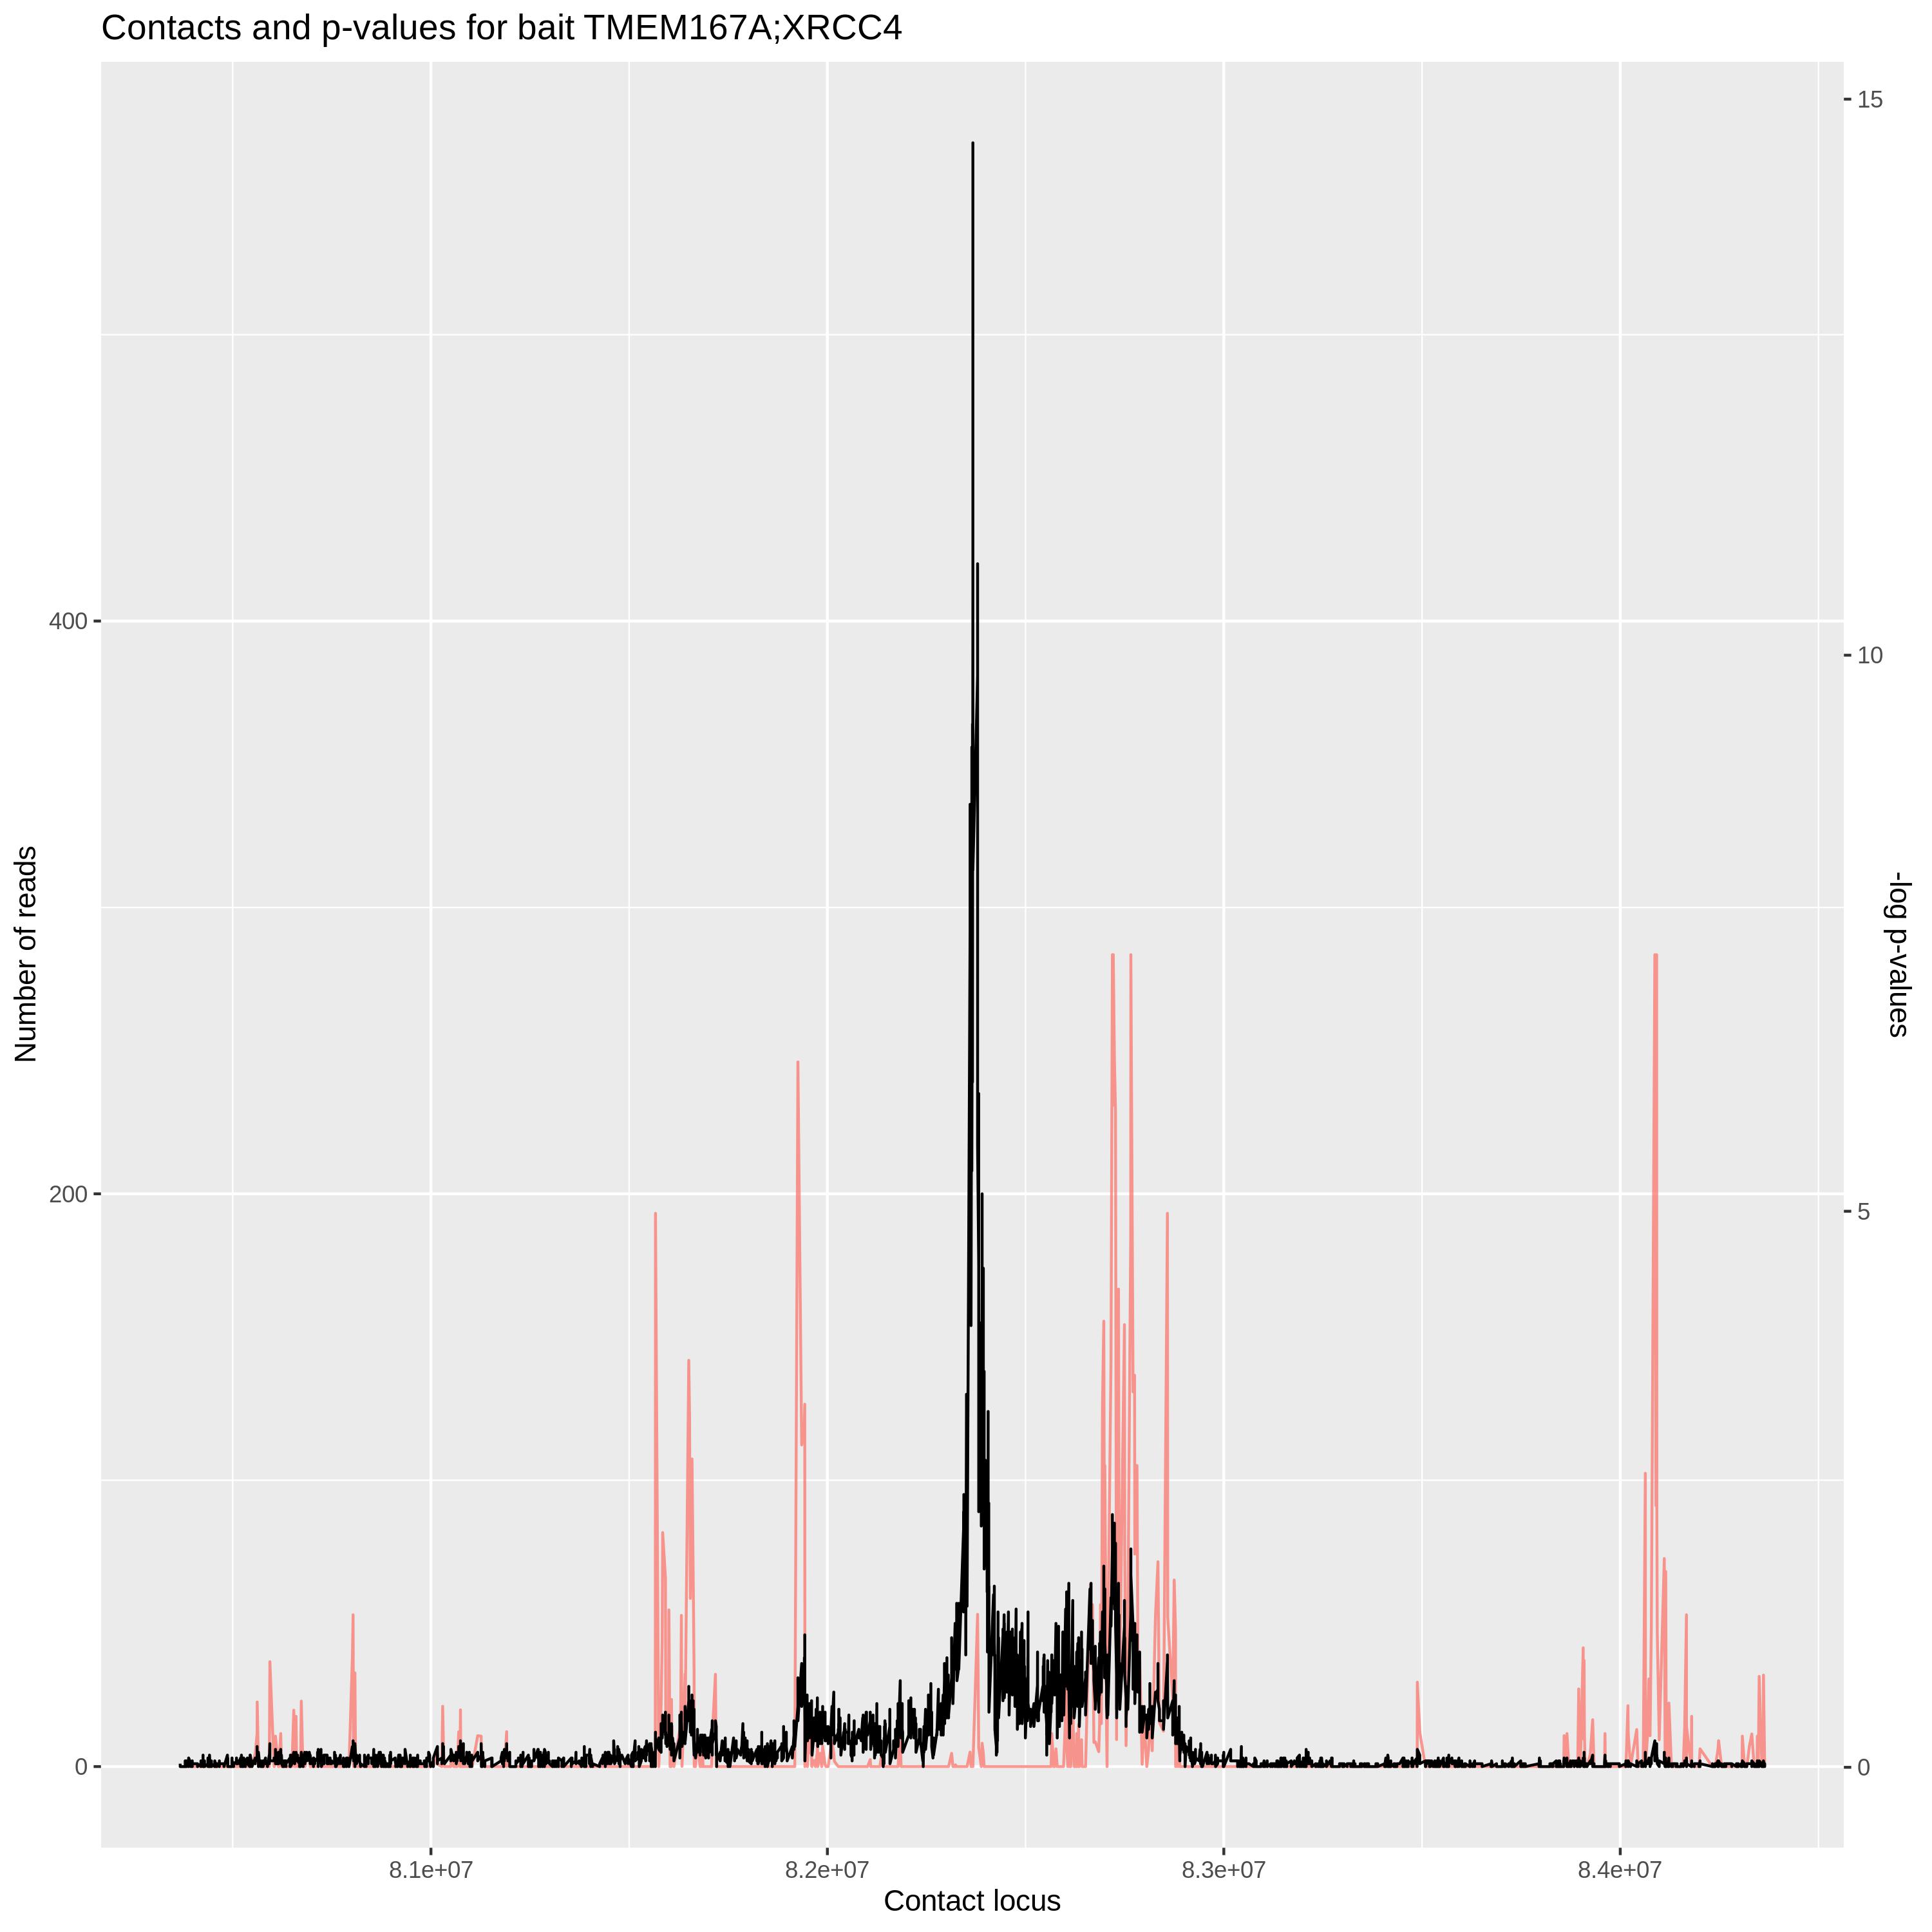 Contacts and p-values for bait TMEM167A;XRCC4
15
400
10
Number of reads
-log p-values
200
5
0
0
8.1e+07
8.2e+07
8.3e+07
8.4e+07
Contact locus